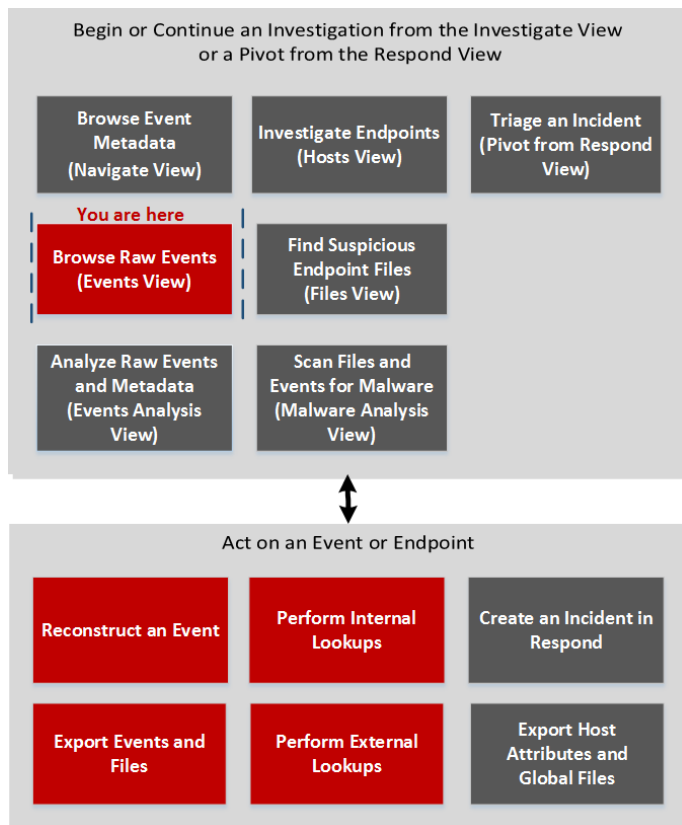 Begin or Continue an Investigation from the Investigate View
or a Pivot from the Respond View
Browse Event
Metadata
(Navigate View)
Investigate Endpoints
(Hosts View)
Triage an Incident
(Pivot from Respond
View)
You are here
Browse Raw Events
(Events View)
Find Suspicious
Endpoint Files
(Files View)
Analyze Raw Events
and Metadata
(Events Analysis
View)
Scan Files and
Events for Malware
(Malware Analysis
View)
Act on an Event or Endpoint
Reconstruct an Event
Perform Internal
Lookups
Create an Incident in
Respond
Export Events and
Files
Perform External
Lookups
Export Host
Attributes and
Global Files